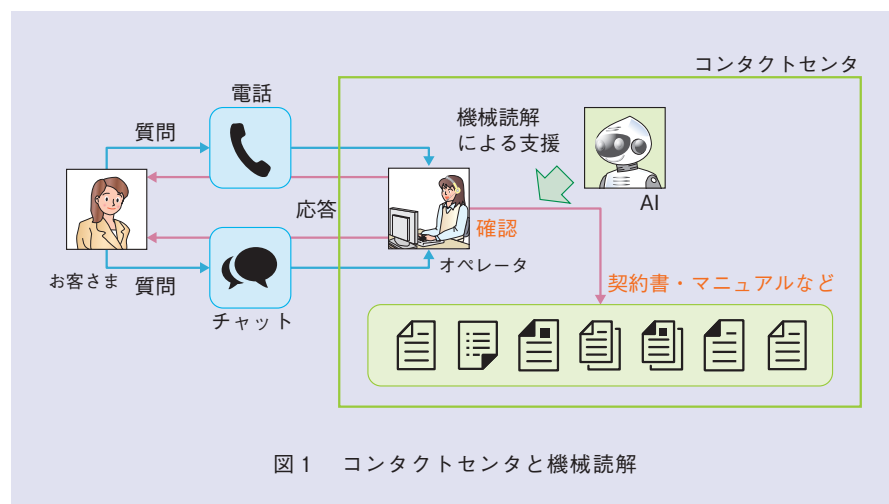 コンタクトセンタ
電話
質問
機械読解
による支援
AI
応答
確認
お客さま
オペレータ
質問
チャット
契約書・マニュアルなど
図1 コンタクトセンタと機械読解